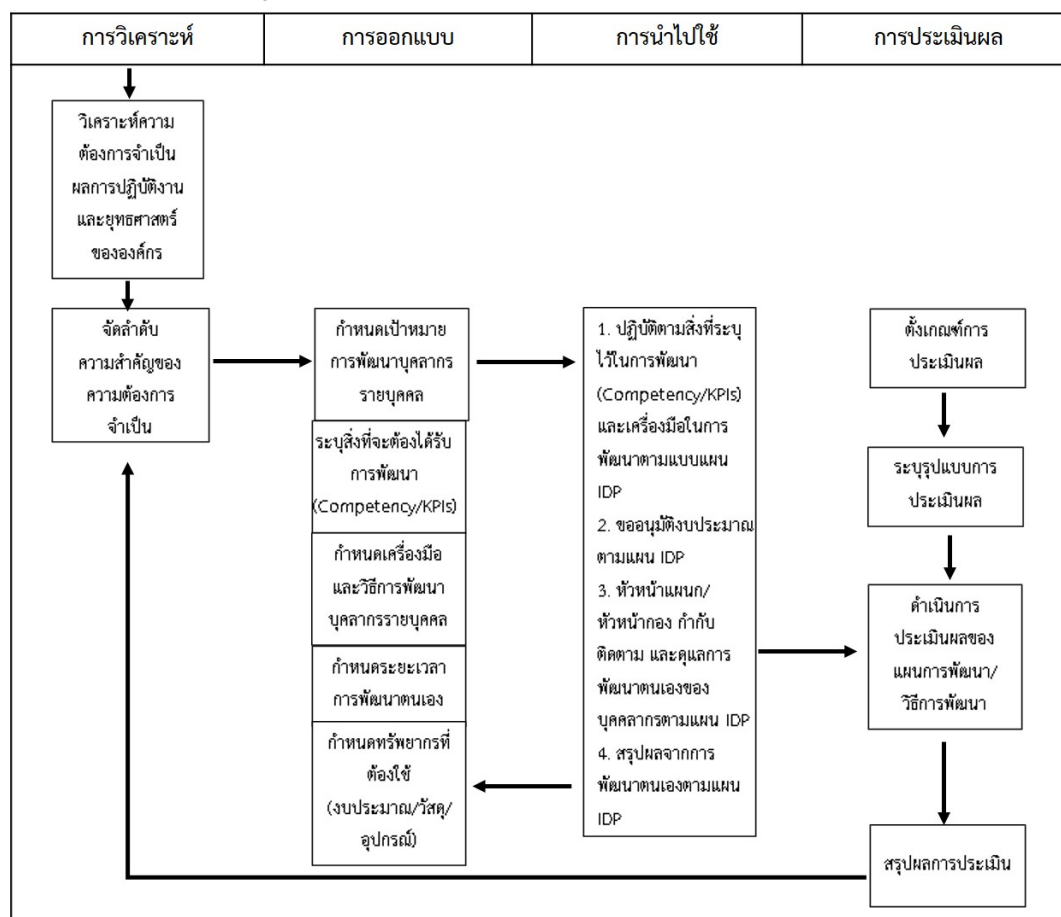 การวิเคราะห์
การออกแบบ
การนำไปใช้
การประเมินผล
วิเคราะห์ความ
ต้องการจำเป็น
ผลการปฏิบัติงาน
และยุทธศาสตร์
ขององค์กร
จัดลำดับ
ความสำคัญของ
ความต้องการ
จำเป็น
กำหนดเป้าหมาย
การพัฒนาบุคลากร
รายบุคคล
ระบุสิ่งที่จะต้องได้รับ
การพัฒนา
(Competency/KPIs)
กำหนดเครื่องมือ
และวิธีการพัฒนา
บุคลากรรายบุคคล
กำหนดระยะเวลา
การพัฒนาตนเอง
กำหนดทรัพยากรที่
ต้องใช้
(งบประมาณ/วัสดุ/
อุปกรณ์)
1. ปฏิบัติตามสิ่งที่ระบุ
ไว้ในการพัฒนา
(Competency/KPIs)
และเครื่องมือในการ
พัฒนาตามแบบแผน
IDP
2. ขออนุมัติงบประมาณ
ตามแผน IDP
3. หัวหน้าแผนก/
หัวหน้ากอง กำกับ
ติดตาม และดูแลการ
พัฒนาตนเองของ
บุคคลากรตามแผน IDP
4. สรุปผลจากการ
พัฒนาตนเองตามแผน
IDP
ตั้งเกณฑ์การ
ประเมินผล
ระบุรูปแบบการ
ประเมินผล
ดำเนินการ
ประเมินผลของ
แผนการพัฒนา/
วิธีการพัฒนา
สรุปผลการประเมิน